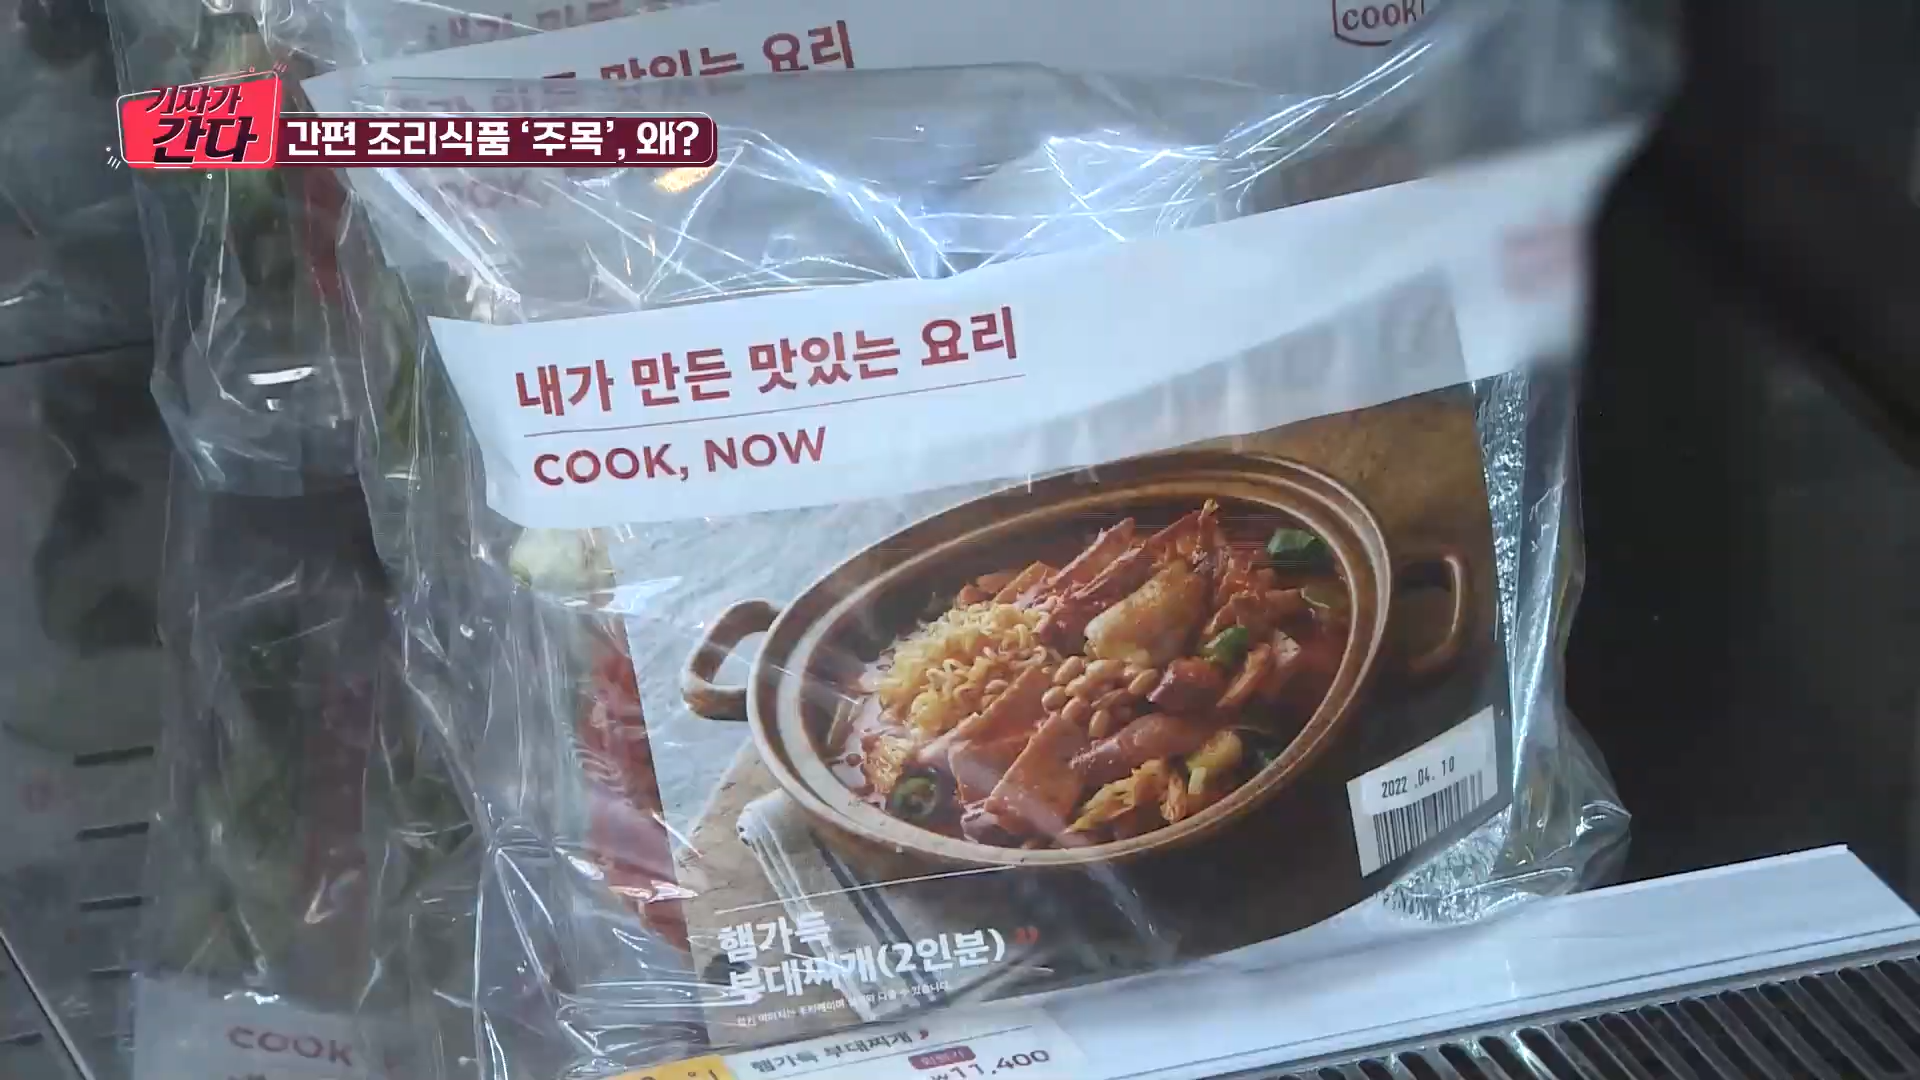 cook
맛있는 요리
기자가
간다
간편 조리식품 ‘주목’, 왜?
내가 만든 맛있는 요리
COOK, NOW
2022 .04. 10
햄가득
부대찌개(2인분)
햄가득 부대찌개
₩11,400
COOK